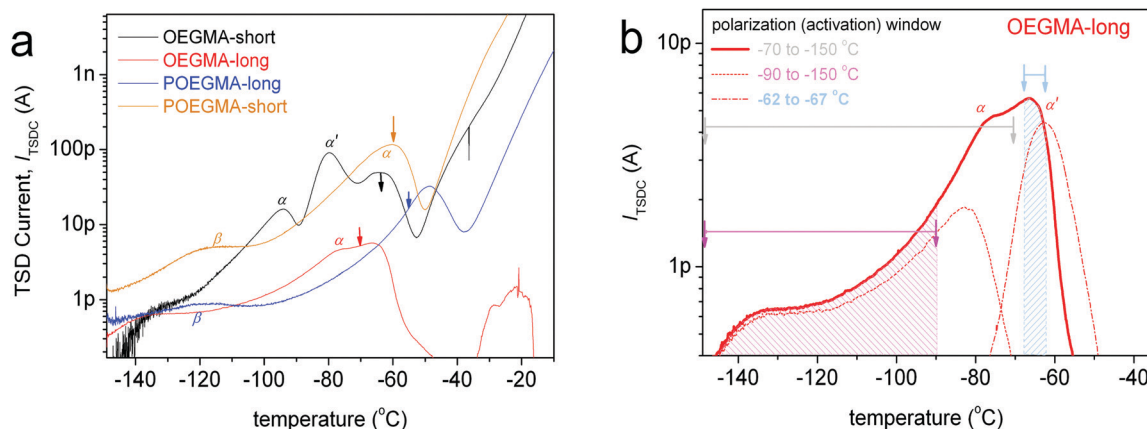 a
OEGMA-short
OEGMA-long
POEGMA-long
POEGMA-short
TSD Current, I_TSDC (A)
1n
100p
10p
1p
α
α'
α
α
β
β
-140 -120 -100 -80 -60 -40 -20
temperature (°C)
b
polarization (activation) window
OEGMA-long
-70 to -150 °C
-90 to -150 °C
-62 to -67 °C
I_TSDC (A)
10p
1p
α
α'
-140 -120 -100 -80 -60 -40
temperature (°C)